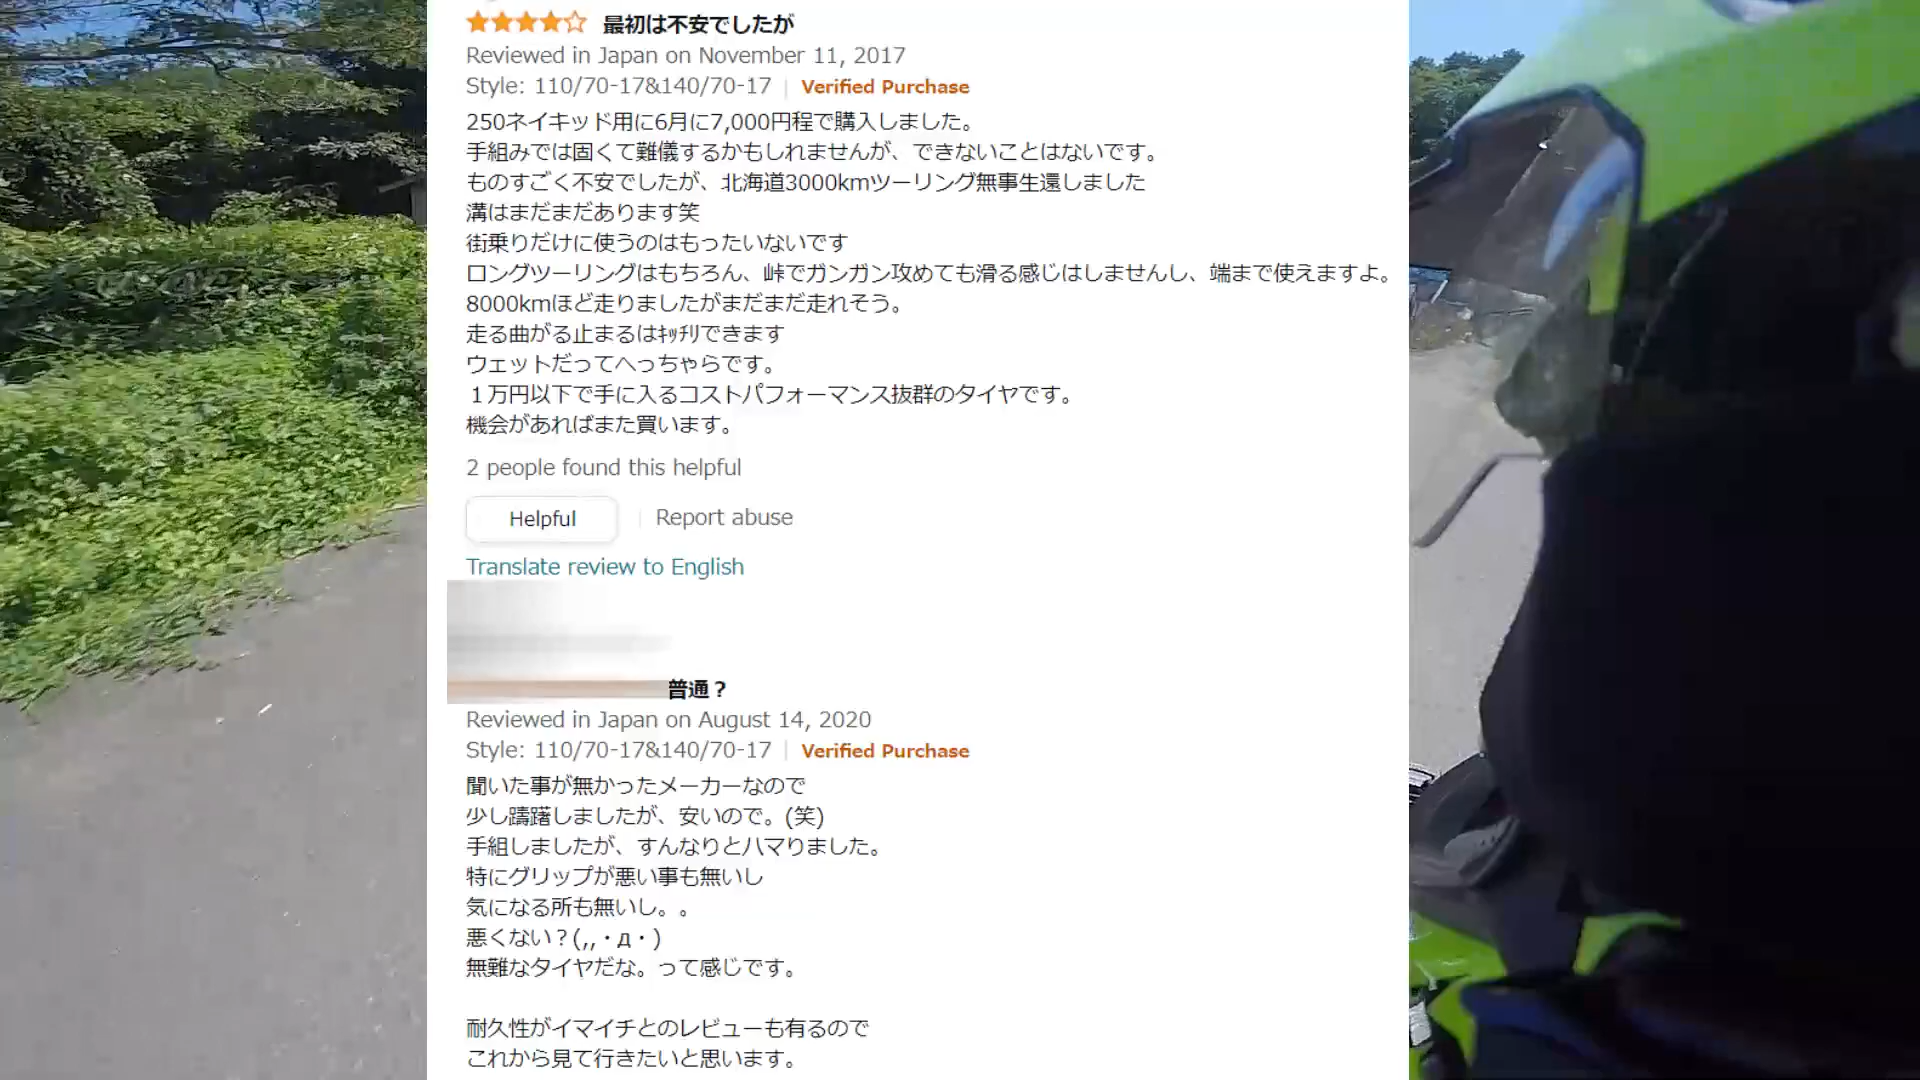 最初は不安でしたが
Reviewed in Japan on November 11, 2017
Style: 110/70-17&140/70-17 | Verified Purchase
250ネイキッド用に6月に7,000円程で購入しました。
手組みでは固くて難儀するかもしれませんが、できないことはないです。
ものすごく不安でしたが、北海道3000kmツーリング無事生還しました
溝はまだまだあります笑
街乗りだけに使うのはもったいないです
ロングツーリングはもちろん、峠でガンガン攻めても滑る感じはしませんし、端まで使えますよ。
8000kmほど走りましたがまだまだ走れそう。
走る曲がる止まるはｷｯﾁﾘできます
ウェットだってへっちゃらです。
１万円以下で手に入るコストパフォーマンス抜群のタイヤです。
機会があればまた買います。
2 people found this helpful
Helpful | Report abuse
Translate review to English
普通？
Reviewed in Japan on August 14, 2020
Style: 110/70-17&140/70-17 | Verified Purchase
聞いた事が無かったメーカーなので
少し躊躇しましたが、安いので。(笑)
手組しましたが、すんなりとハマりました。
特にグリップが悪い事も無いし
気になる所も無いし。。
悪くない？(,,・д・)
無難なタイヤだな。って感じです。
耐久性がイマイチとのレビューも有るので
これから見て行きたいと思います。